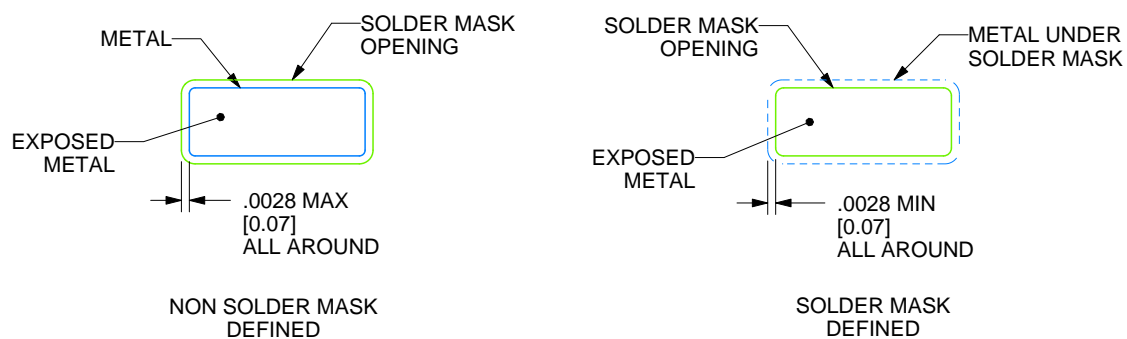 METAL
SOLDER MASK
OPENING
EXPOSED
METAL
.0028 MAX
[0.07]
ALL AROUND
NON SOLDER MASK
DEFINED
SOLDER MASK
OPENING
METAL UNDER
SOLDER MASK
EXPOSED
METAL
.0028 MIN
[0.07]
ALL AROUND
SOLDER MASK
DEFINED